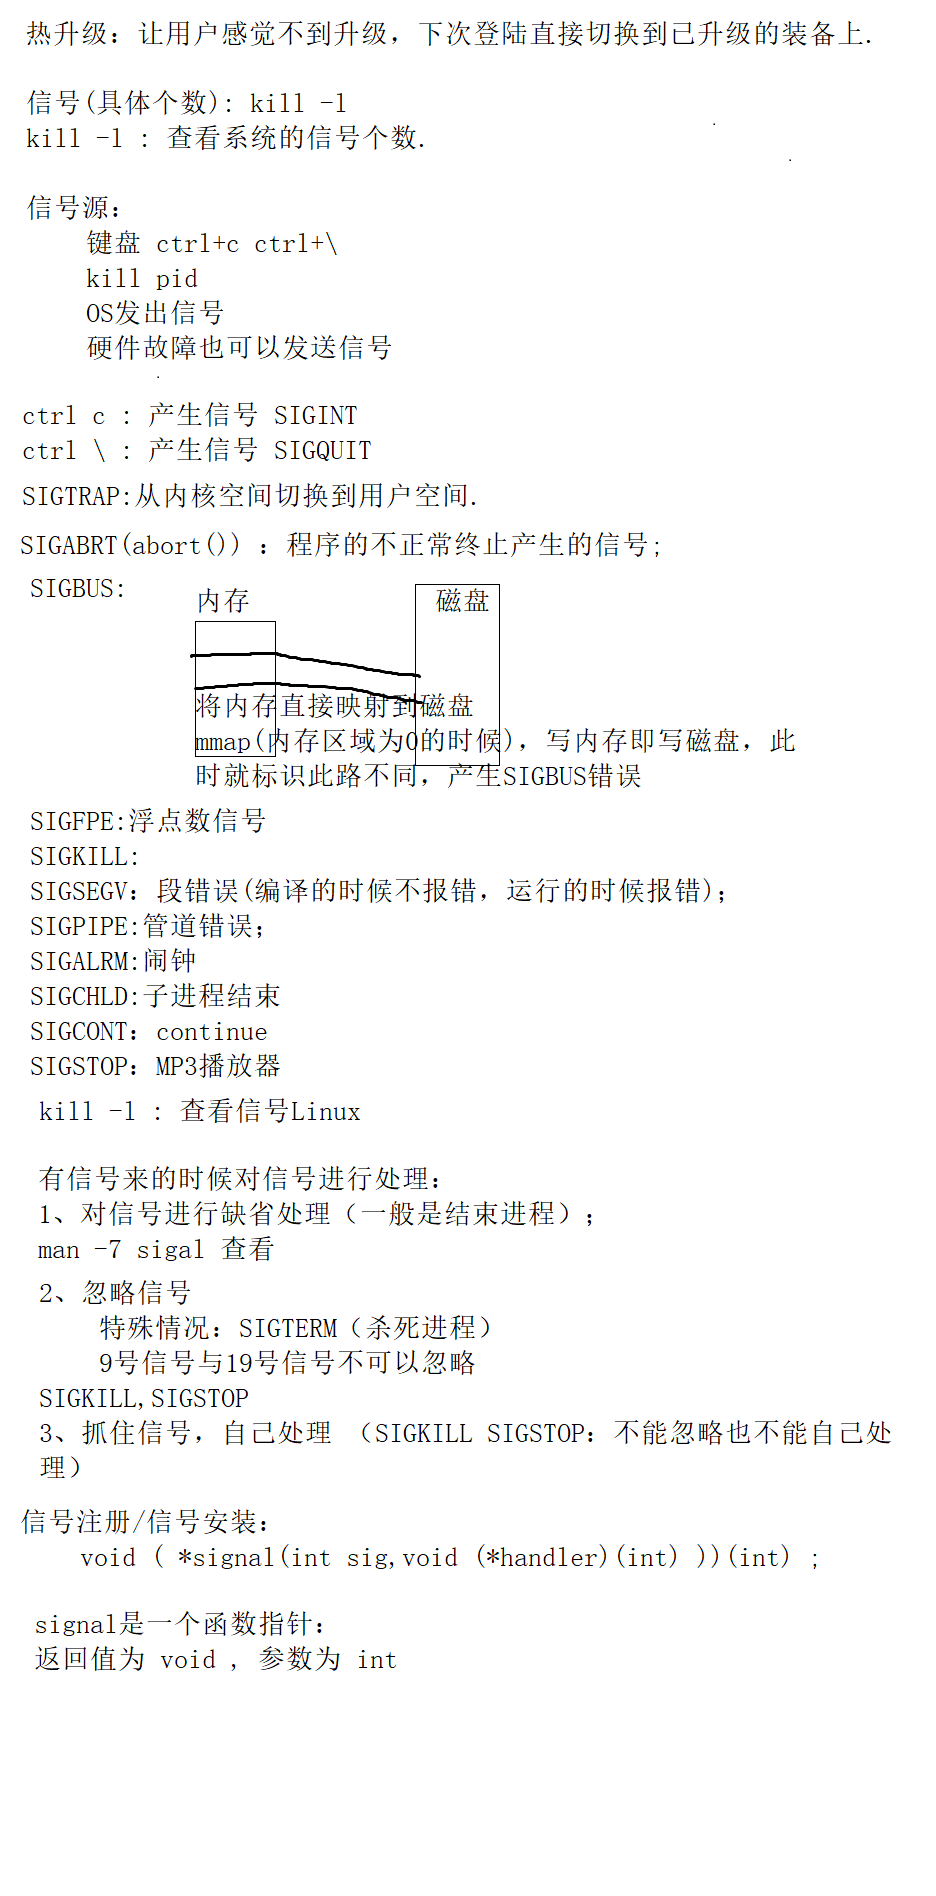 热升级：让用户感觉不到升级，下次登陆直接切换到已升级的装备上.
信号(具体个数): kill -l
kill -l : 查看系统的信号个数.
信号源：
键盘 ctrl+c ctrl+\
kill pid
OS发出信号
硬件故障也可以发送信号
ctrl c : 产生信号 SIGINT
ctrl \ : 产生信号 SIGQUIT
SIGTRAP:从内核空间切换到用户空间.
SIGABRT(abort()) : 程序的不正常终止产生的信号;
SIGBUS:
内存
磁盘
将内存直接映射到磁盘
mmap(内存区域为0的时候)，写内存即写磁盘，此
时就标识此路不同，产生SIGBUS错误
SIGFPE:浮点数信号
SIGKILL:
SIGSEGV：段错误(编译的时候不报错，运行的时候报错)；
SIGPIPE:管道错误；
SIGALRM:闹钟
SIGCHLD:子进程结束
SIGCONT：continue
SIGSTOP：MP3播放器
kill -l : 查看信号Linux
有信号来的时候对信号进行处理：
1、对信号进行缺省处理（一般是结束进程）；
man -7 sigal 查看
2、忽略信号
特殊情况：SIGTERM（杀死进程）
9号信号与19号信号不可以忽略
SIGKILL,SIGSTOP
3、抓住信号，自己处理 （SIGKILL SIGSTOP：不能忽略也不能自己处
理）
信号注册/信号安装：
void ( *signal(int sig,void (*handler)(int) ))(int) ;
signal是一个函数指针：
返回值为 void , 参数为 int